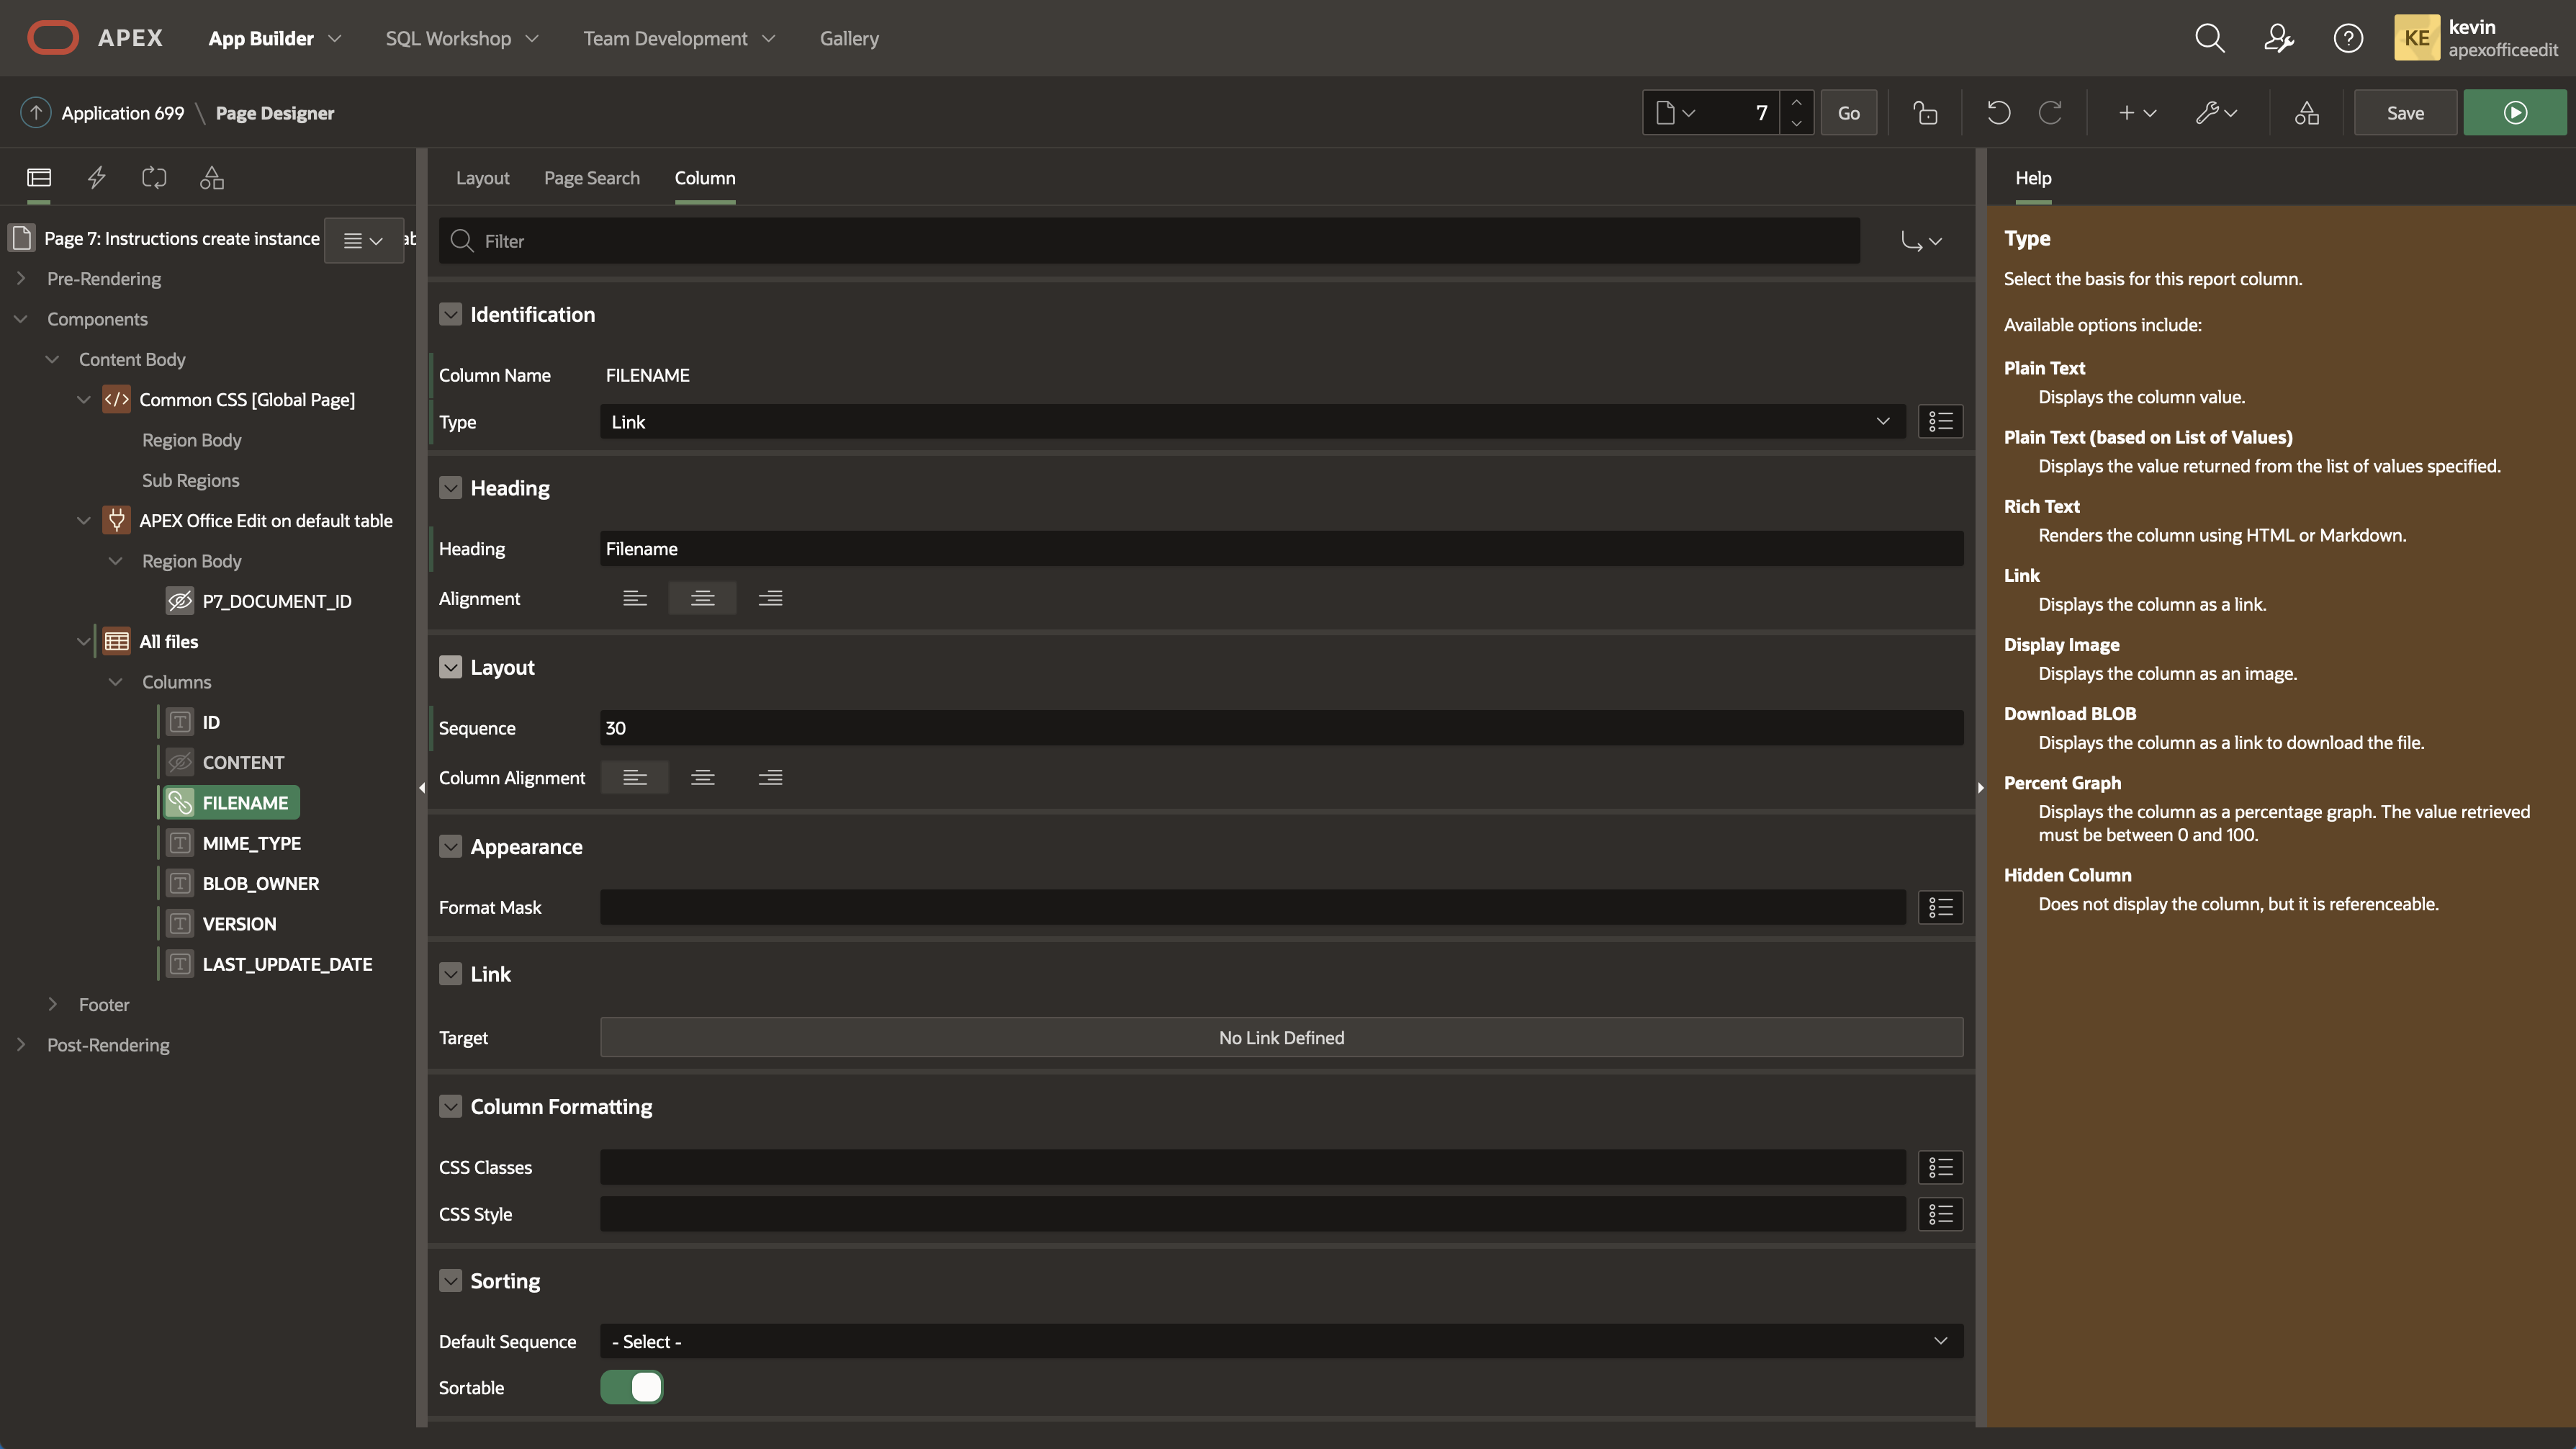 APEX
App Builder
SQL Workshop
Team Development
Gallery
KE
kevin
apexofficeedit
Application 699 \ Page Designer
7
Go
Save
Page 7: Instructions create instance
Pre-Rendering
Components
Content Body
</> Common CSS [Global Page]
Region Body
Sub Regions
APEX Office Edit on default table
Region Body
P7_DOCUMENT_ID
All files
Columns
ID
CONTENT
FILENAME
MIME_TYPE
BLOB_OWNER
VERSION
LAST_UPDATE_DATE
Footer
Post-Rendering
Layout
Page Search
Column
Filter
Identification
Column Name FILENAME
Type Link
Heading
Heading Filename
Alignment
Layout
Sequence 30
Column Alignment
Appearance
Format Mask
Link
Target No Link Defined
Column Formatting
CSS Classes
CSS Style
Sorting
Default Sequence - Select -
Sortable
Help
Type
Select the basis for this report column.
Available options include:
Plain Text
Displays the column value.
Plain Text (based on List of Values)
Displays the value returned from the list of values specified.
Rich Text
Renders the column using HTML or Markdown.
Link
Displays the column as a link.
Display Image
Displays the column as an image.
Download BLOB
Displays the column as a link to download the file.
Percent Graph
Displays the column as a percentage graph. The value retrieved
must be between 0 and 100.
Hidden Column
Does not display the column, but it is referenceable.